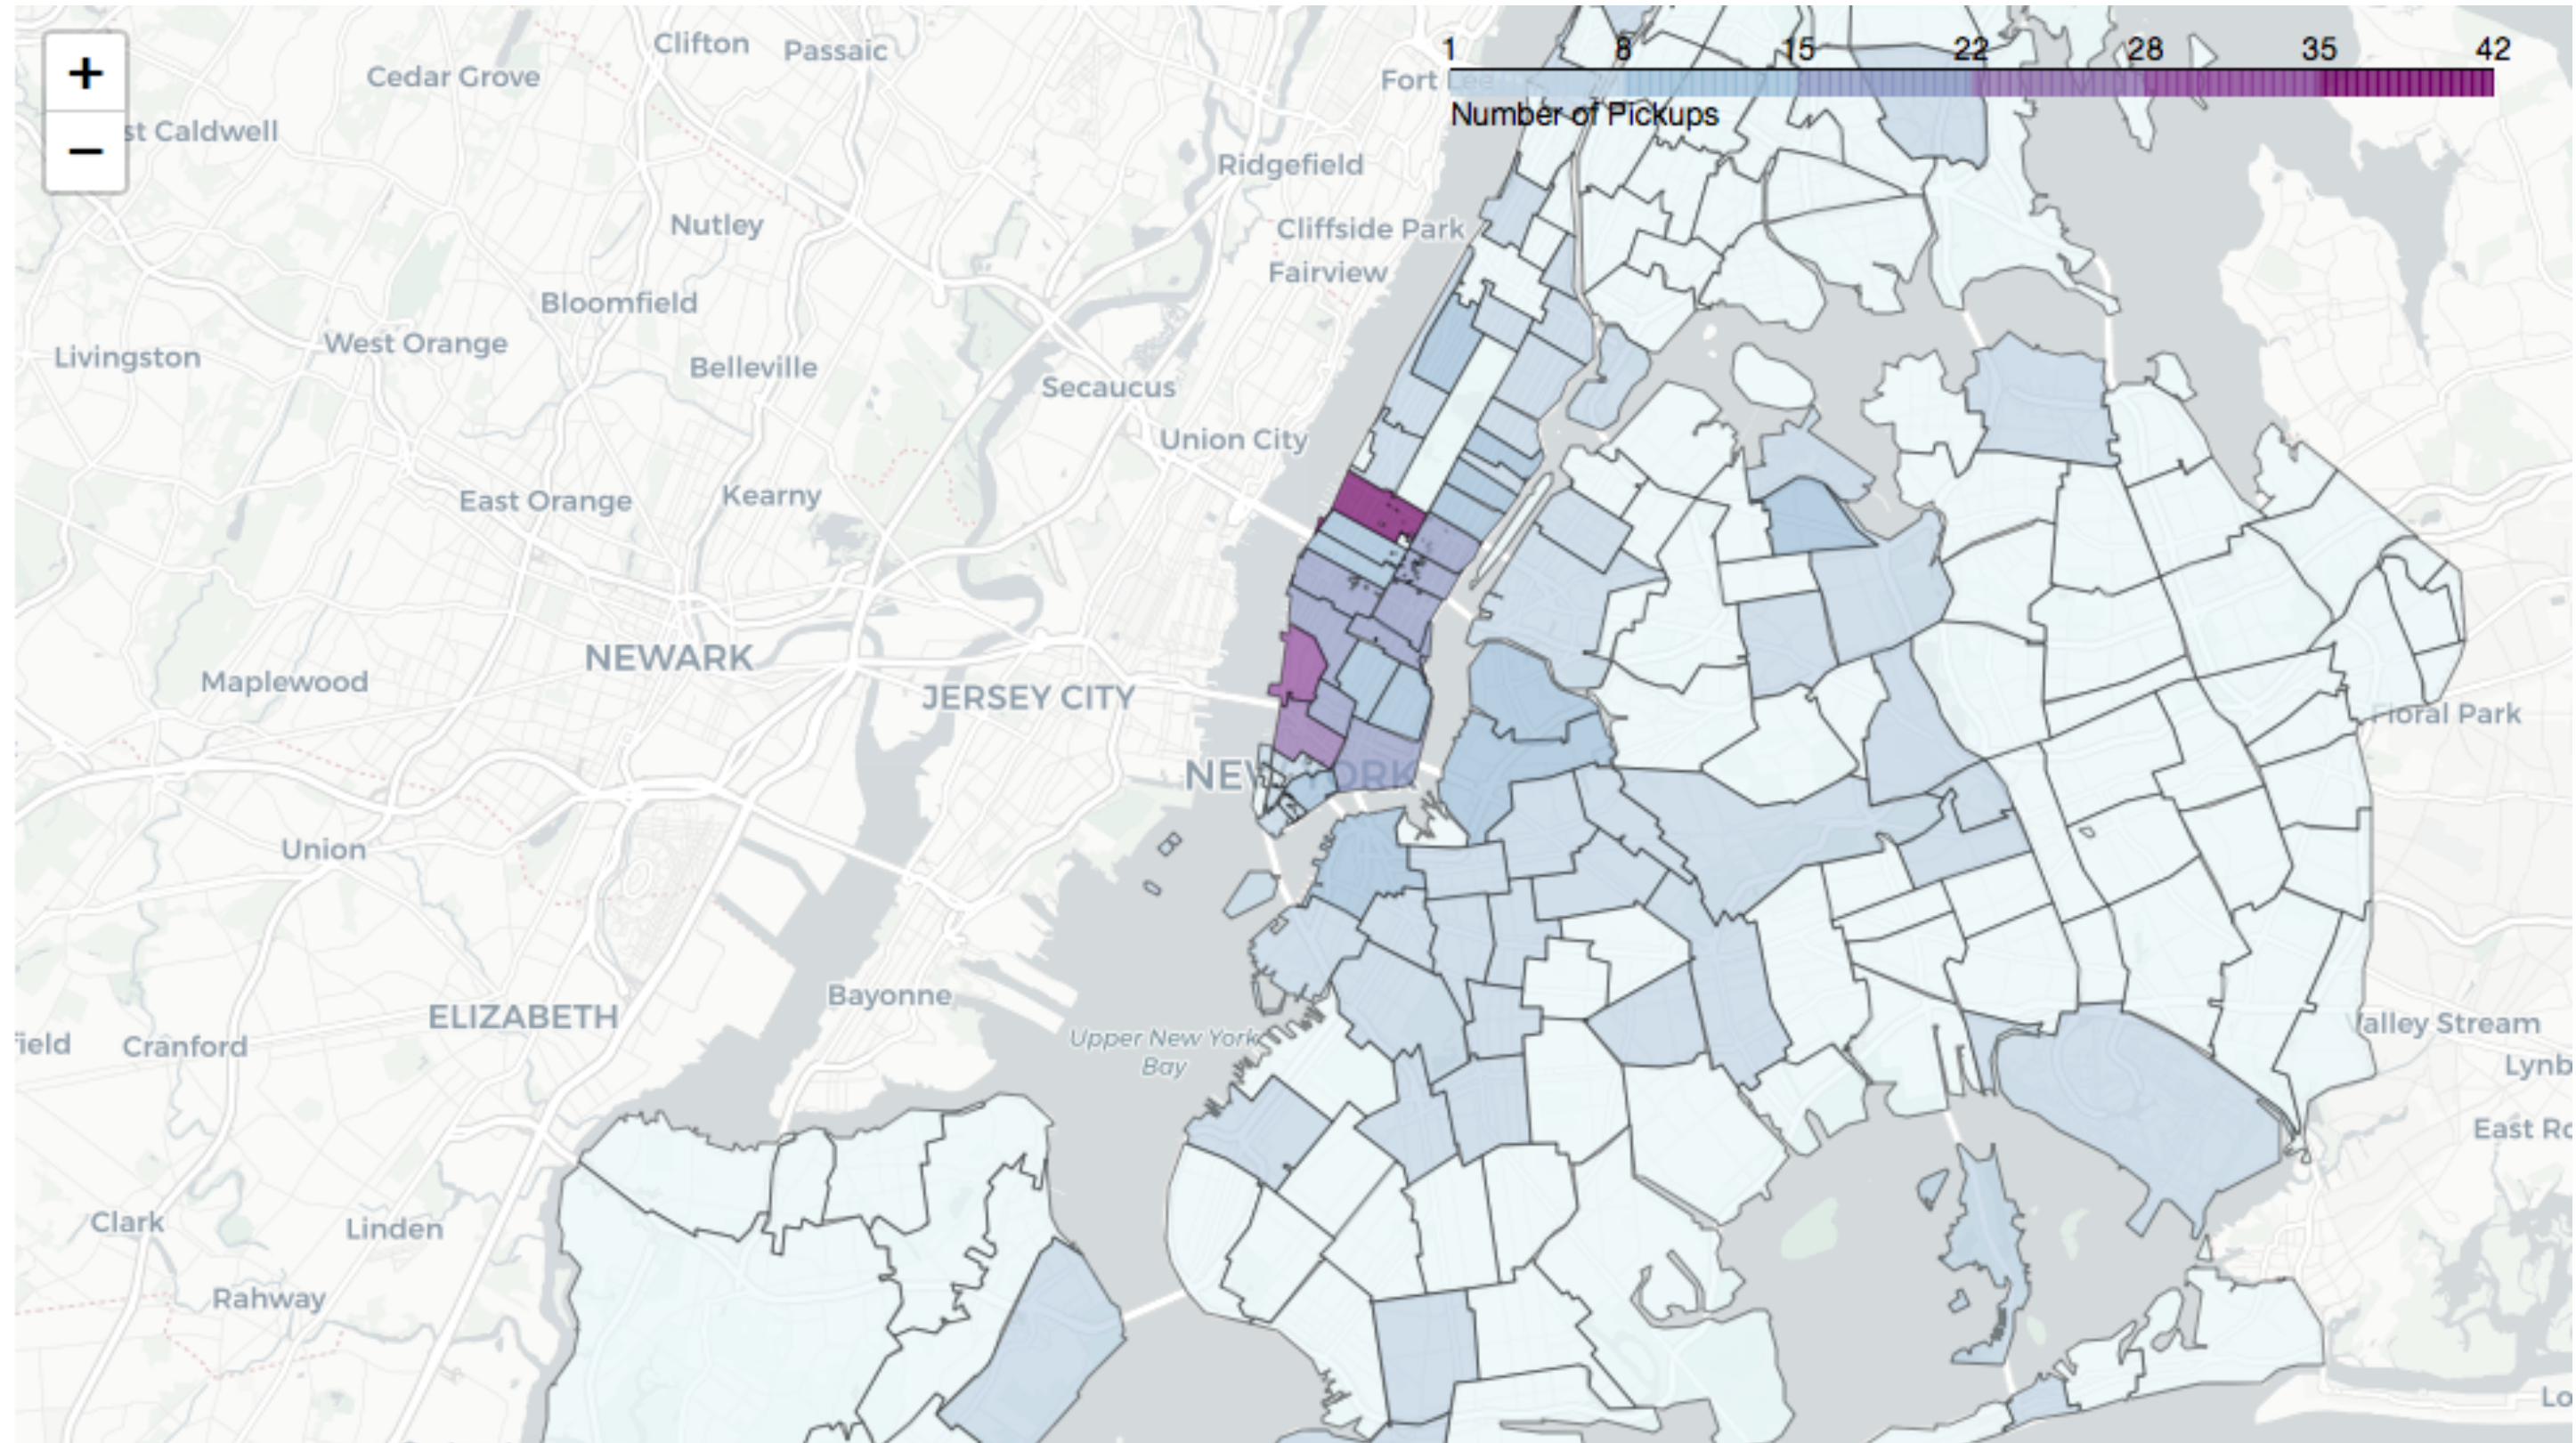 +
−
1 8 15 22 28 35 42
Number of Pickups
Clifton
Passaic
Cedar Grove
Fort Lee
st Caldwell
Ridgefield
Nutley
Cliffside Park
Fairview
Bloomfield
West Orange
Livingston
Belleville
Secaucus
Union City
East Orange
Kearny
NEWARK
Maplewood
JERSEY CITY
Floral Park
NEW YORK
Union
Bayonne
ELIZABETH
Cranford
ield
Upper New York
Bay
alley Stream
Lynb
East Ro
Clark
Linden
Rahway
Lo